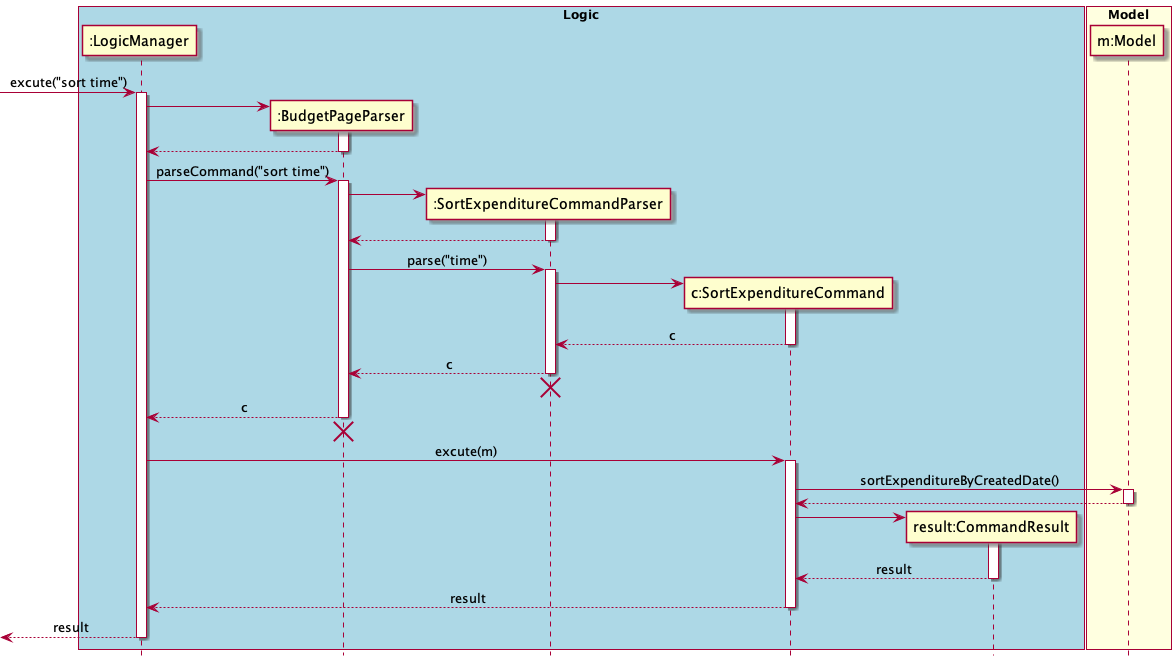 Logic
Model
:LogicManager
m:Model
excute("sort time")
:BudgetPageParser
parseCommand("sort time")
:SortExpenditureCommandParser
parse("time")
c:SortExpenditureCommand
c
c
c
excute(m)
sortExpenditureByCreatedDate()
result:CommandResult
result
result
result